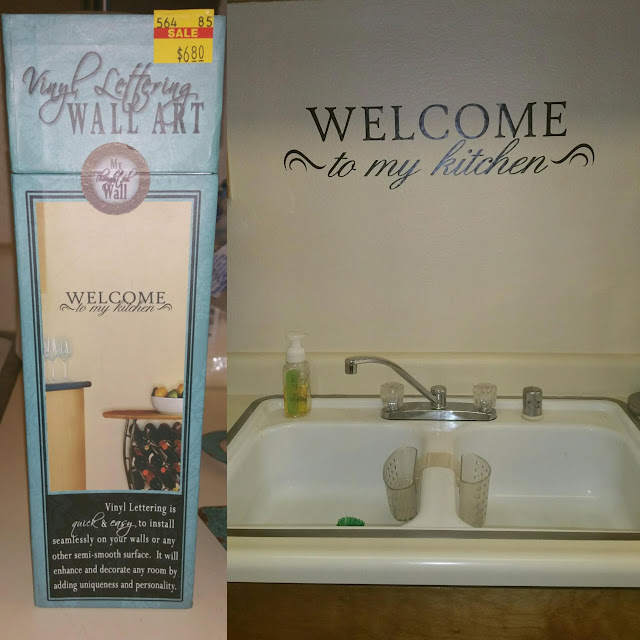 564 85
SALE
$6.80
Vinyl Lettering
WALL ART
My
Thoughtful
Wall
WELCOME
to my kitchen
Vinyl Lettering is
quick & easy, to install
seamlessly on your walls or any
other semi-smooth surface. It will
enhance and decorate any room by
adding uniqueness and personality.
WELCOME
to my kitchen